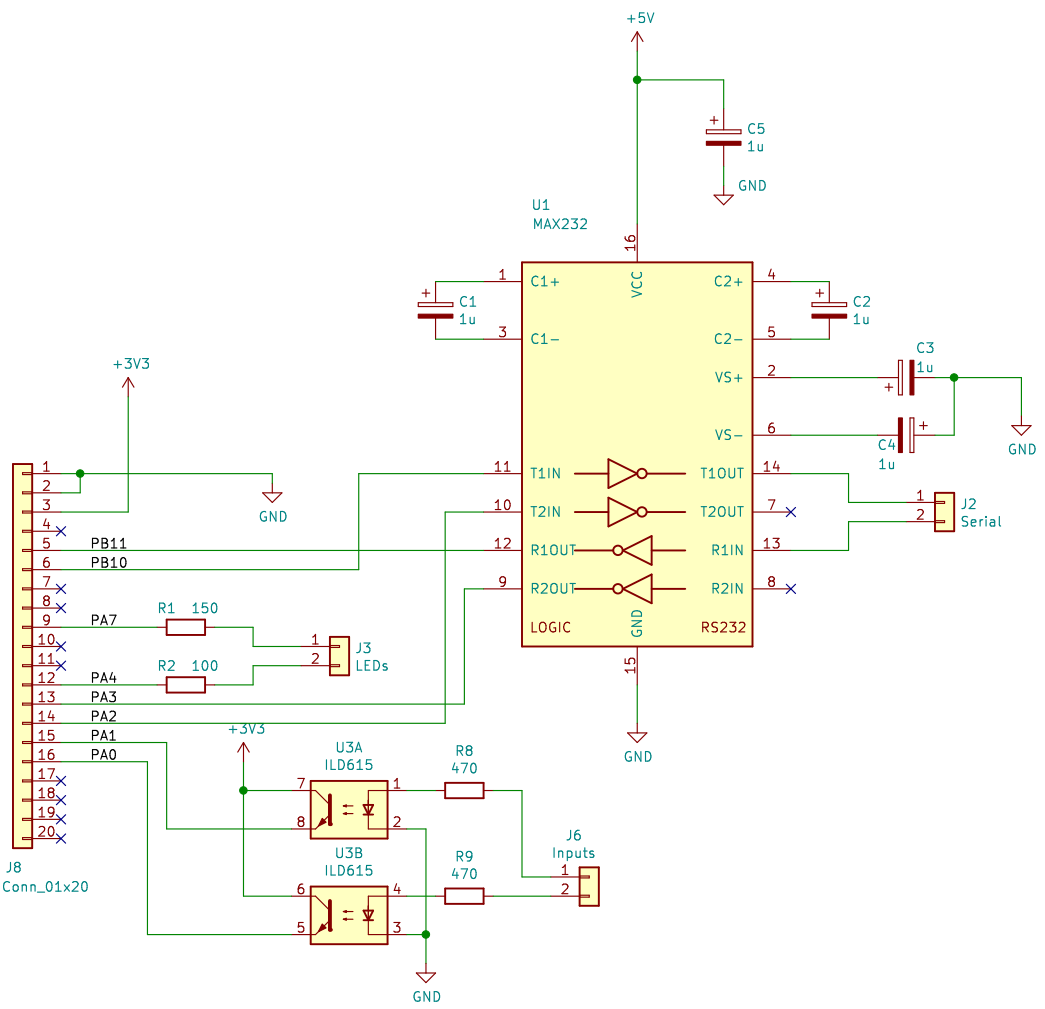 +5V
+
C5
1u
GND
U1
MAX232
16
VCC
1
C1+
3
C1-
+
C1
1u
C2+
4
C2-
5
+
C2
1u
VS+
2
C3
1u
+
VS-
6
C4
1u
+
GND
+3V3
GND
11
T1IN
T1OUT
14
10
T2IN
T2OUT
7
12
R1OUT
R1IN
13
9
R2OUT
R2IN
8
LOGIC
GND
RS232
15
GND
1
2
J2
Serial
1
2
3
4
5
PB11
6
PB10
7
8
9
PA7
10
11
12
PA4
13
PA3
14
PA2
15
PA1
16
PA0
17
18
19
20
J8
Conn_01x20
R1 150
R2 100
1
2
J3
LEDs
+3V3
U3A
ILD615
7
1
8
2
U3B
ILD615
6
4
5
3
R8
470
R9
470
J6
Inputs
1
2
GND